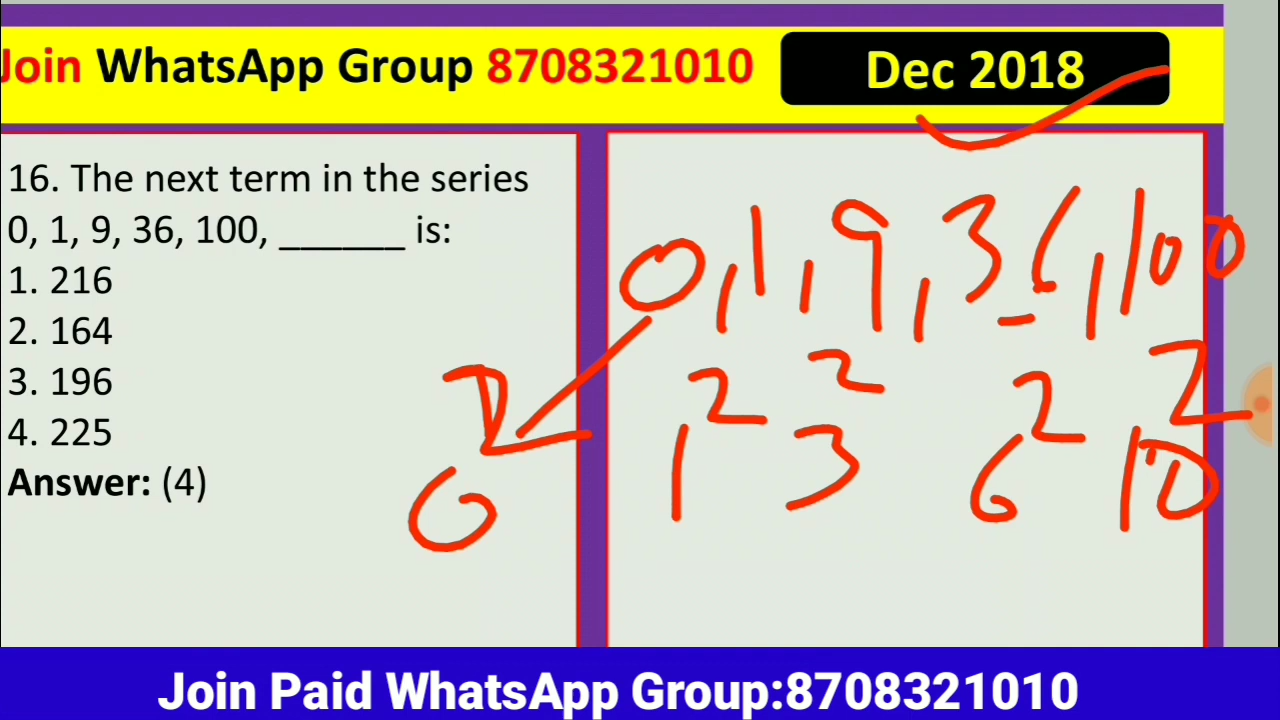 Join WhatsApp Group 8708321010
Dec 2018
16. The next term in the series
0, 1, 9, 36, 100, ______ is:
1. 216
2. 164
3. 196
4. 225
Answer: (4)
0, 1, 9, 36, 100
0² 1² 3² 6² 10²
Join Paid WhatsApp Group:8708321010